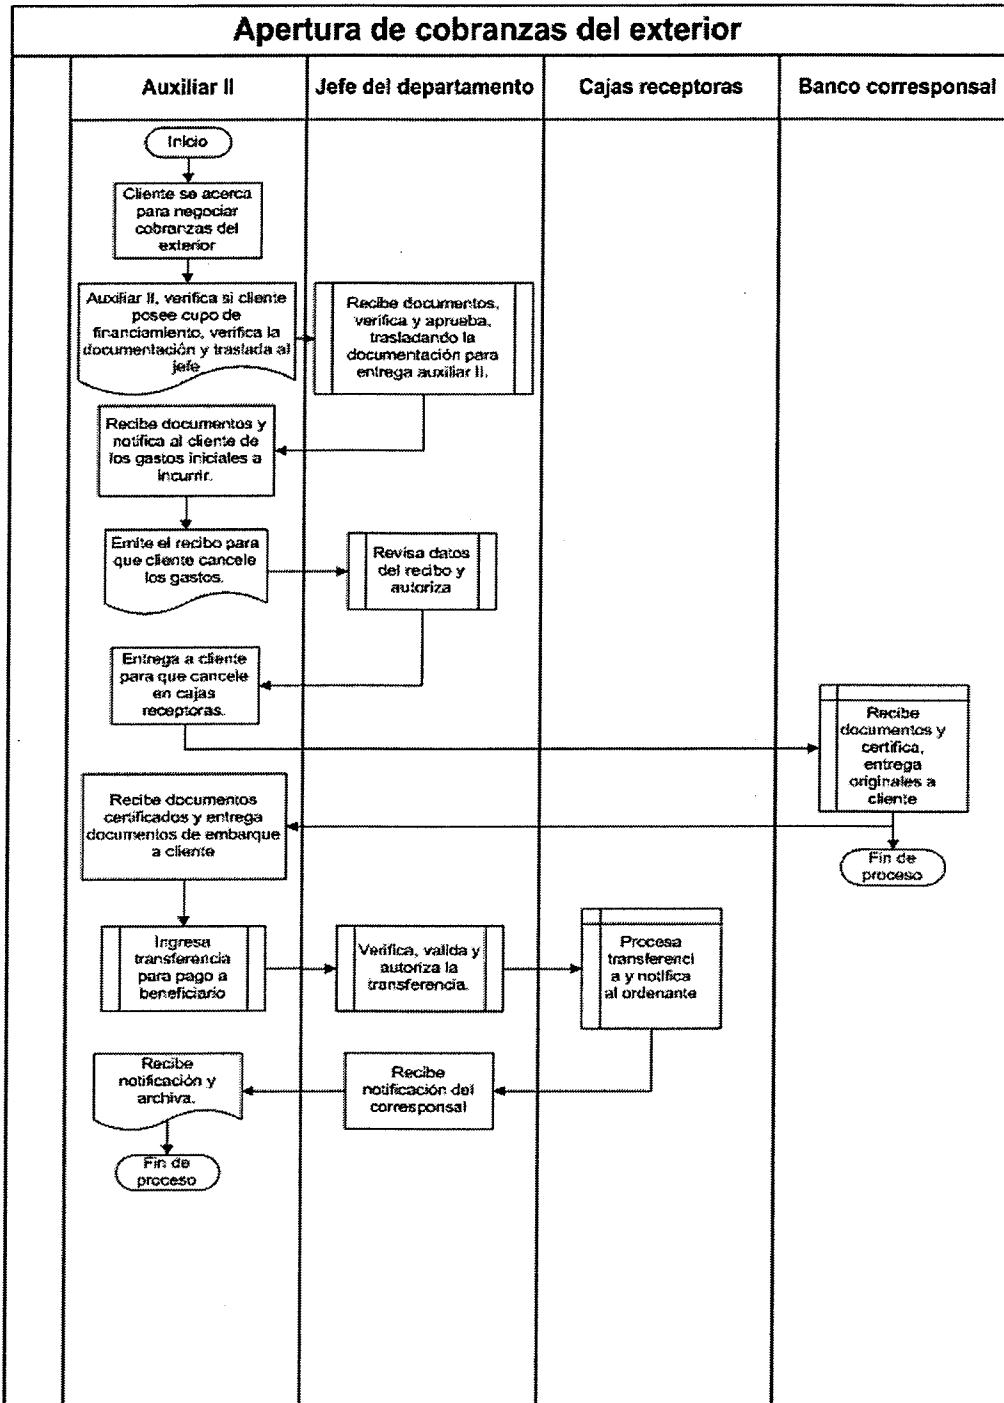 Apertura de cobranzas del exterior
Auxiliar II
Jefe del departamento
Cajas receptoras
Banco corresponsal
Inicio
Cliente se acerca
para negociar
cobranzas del
exterior
Auxiliar II, verifica si cliente
posee cupo de
financiamiento, verifica la
documentación y traslada al
jefe
Recibe documentos,
verifica y aprueba,
trasladando la
documentación para
entrega auxiliar II.
Recibe documentos y
notifica al cliente de
los gastos iniciales a
incurrir.
Emite el recibo para
que cliente cancele
los gastos.
Revisa datos
del recibo y
autoriza
Entrega a cliente
para que cancele
en cajas
receptoras.
Recibe
documentos y
certifica,
entrega
originales a
cliente
Recibe documentos
certificados y entrega
documentos de embarque
a cliente
Fin de
proceso
Ingresa
transferencia
para pago a
beneficiario
Verifica, valida y
autoriza la
transferencia.
Procesa
transferenci
a y notifica
al ordenante
Recibe
notificación y
archiva.
Recibe
notificación del
corresponsal
Fin de
proceso